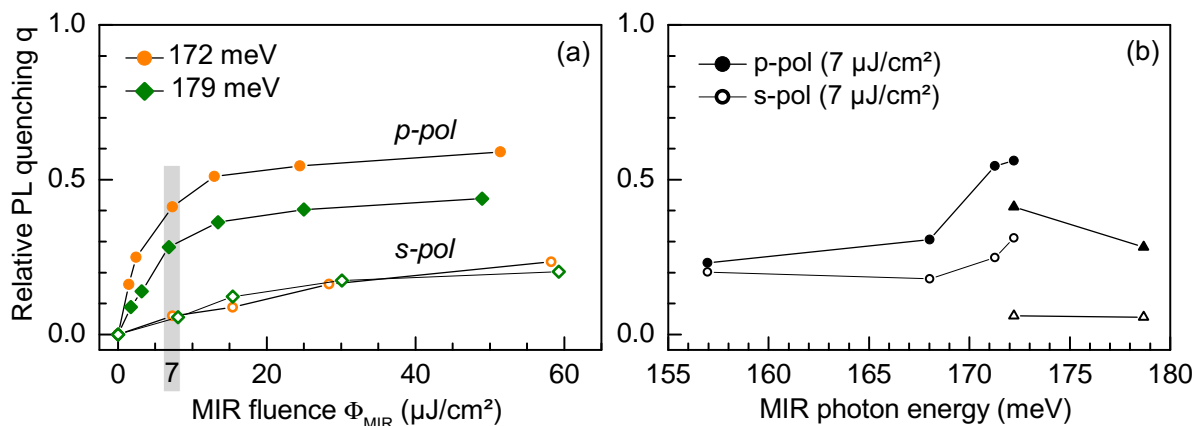 Relative PL quenching q
1.0
0.5
0.0
172 meV
179 meV
(a)
p-pol
s-pol
0
7
20
40
60
MIR fluence Φ_MIR (µJ/cm²)
1.0
0.5
0.0
(b)
p-pol (7 µJ/cm²)
s-pol (7 µJ/cm²)
155 160 165 170 175 180
MIR photon energy (meV)